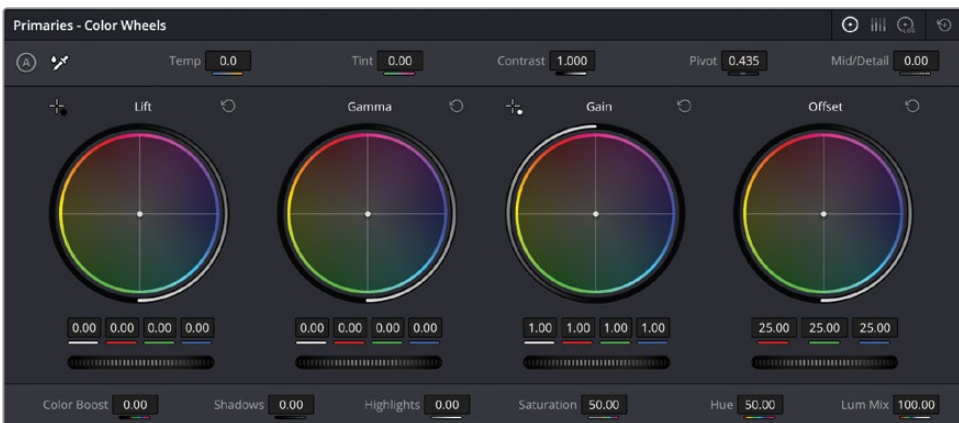 Primaries - Color Wheels
LOG
A
Temp 0.0 Tint 0.00 Contrast 1.000 Pivot 0.435 Mid/Detail 0.00
Lift Gamma Gain Offset
0.00 0.00 0.00 0.00 0.00 0.00 0.00 0.00 1.00 1.00 1.00 1.00 25.00 25.00 25.00
Color Boost 0.00 Shadows 0.00 Highlights 0.00 Saturation 50.00 Hue 50.00 Lum Mix 100.00